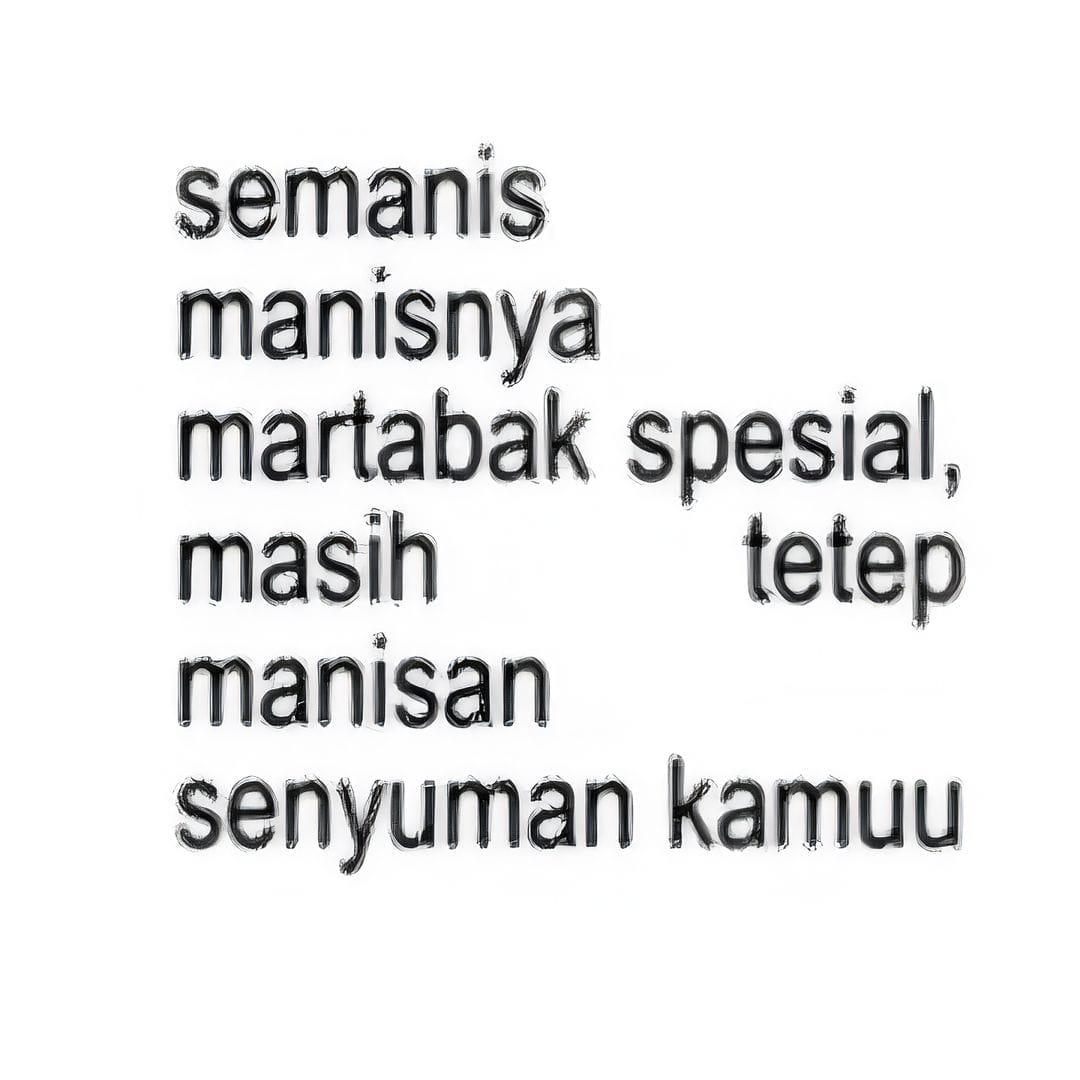 semanis
manisnya
martabak spesial,
masih tetep
manisan
senyuman kamuu